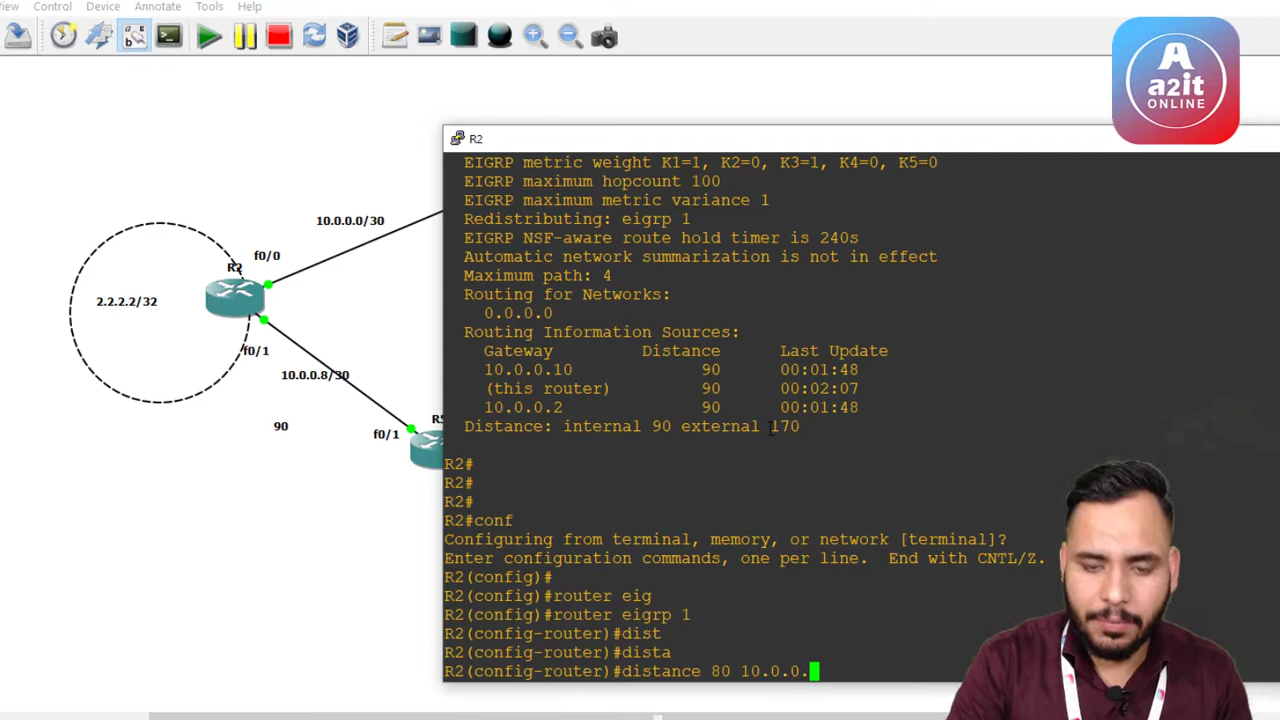 View Control Device Annotate Tools Help
A
a2it
ONLINE
R2
EIGRP metric weight K1=1, K2=0, K3=1, K4=0, K5=0
EIGRP maximum hopcount 100
EIGRP maximum metric variance 1
Redistributing: eigrp 1
EIGRP NSF-aware route hold timer is 240s
Automatic network summarization is not in effect
Maximum path: 4
Routing for Networks:
0.0.0.0
Routing Information Sources:
Gateway Distance Last Update
10.0.0.10 90 00:01:48
(this router) 90 00:02:07
10.0.0.2 90 00:01:48
Distance: internal 90 external 170
R2#
R2#
R2#
R2#conf
Configuring from terminal, memory, or network [terminal]?
Enter configuration commands, one per line. End with CNTL/Z.
R2(config)#
R2(config)#router eig
R2(config)#router eigrp 1
R2(config-router)#dist
R2(config-router)#dista
R2(config-router)#distance 80 10.0.0.
10.0.0.0/30
f0/0
R2
2.2.2.2/32
f0/1
10.0.0.8/30
90
f0/1
R5